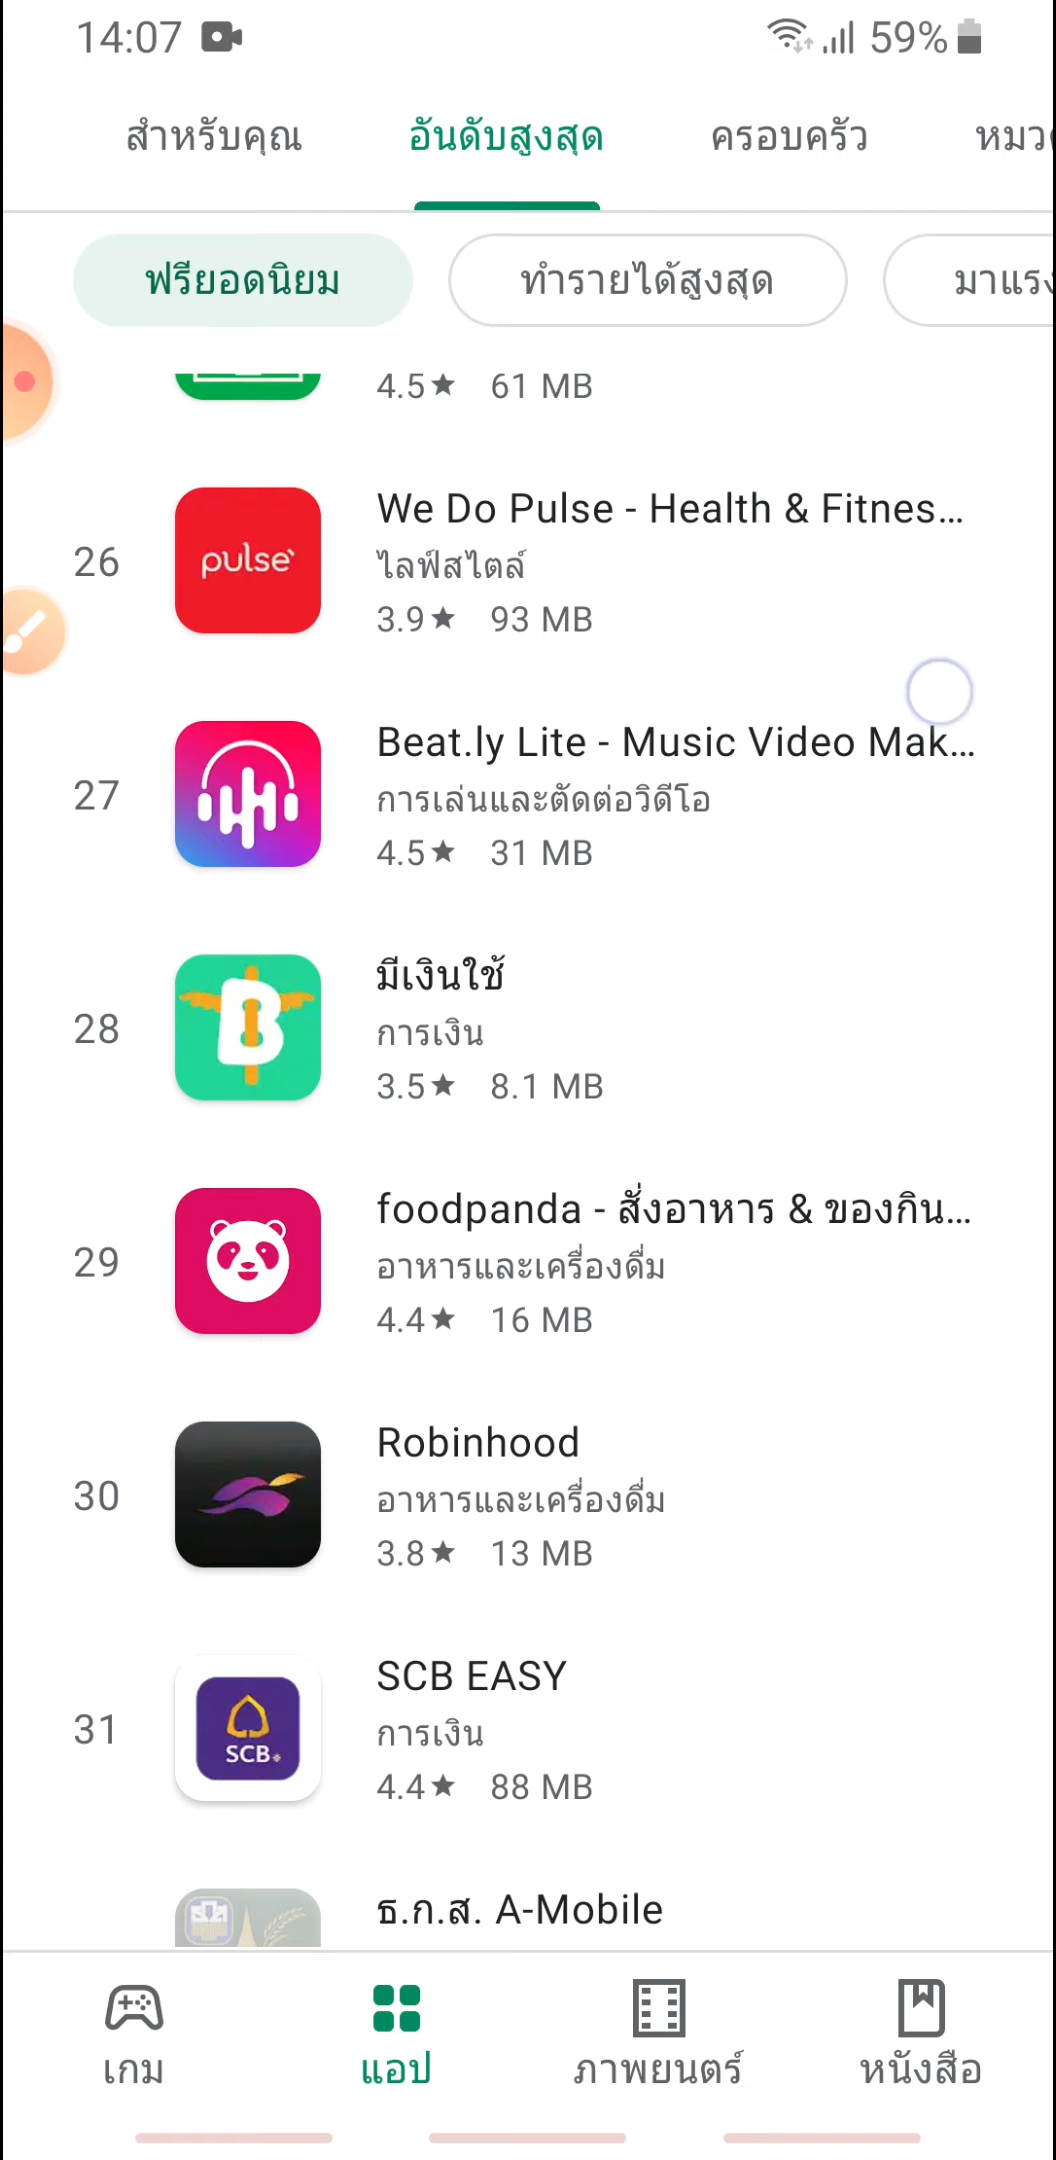 14:07 59%
สำหรับคุณ อันดับสูงสุด ครอบครัว
ฟรียอดนิยม ทำรายได้สูงสุด
4.5★ 61 MB
26
pulse
We Do Pulse - Health & Fitnes...
ไลฟ์สไตล์
3.9★ 93 MB
27
Beat.ly Lite - Music Video Mak...
การเล่นและตัดต่อวิดีโอ
4.5★ 31 MB
28
มีเงินใช้
การเงิน
3.5★ 8.1 MB
29
foodpanda - สั่งอาหาร & ของกิน...
อาหารและเครื่องดื่ม
4.4★ 16 MB
30
Robinhood
อาหารและเครื่องดื่ม
3.8★ 13 MB
31
SCB
SCB EASY
การเงิน
4.4★ 88 MB
ธ.ก.ส. A-Mobile
เกม แอป ภาพยนตร์ หนังสือ